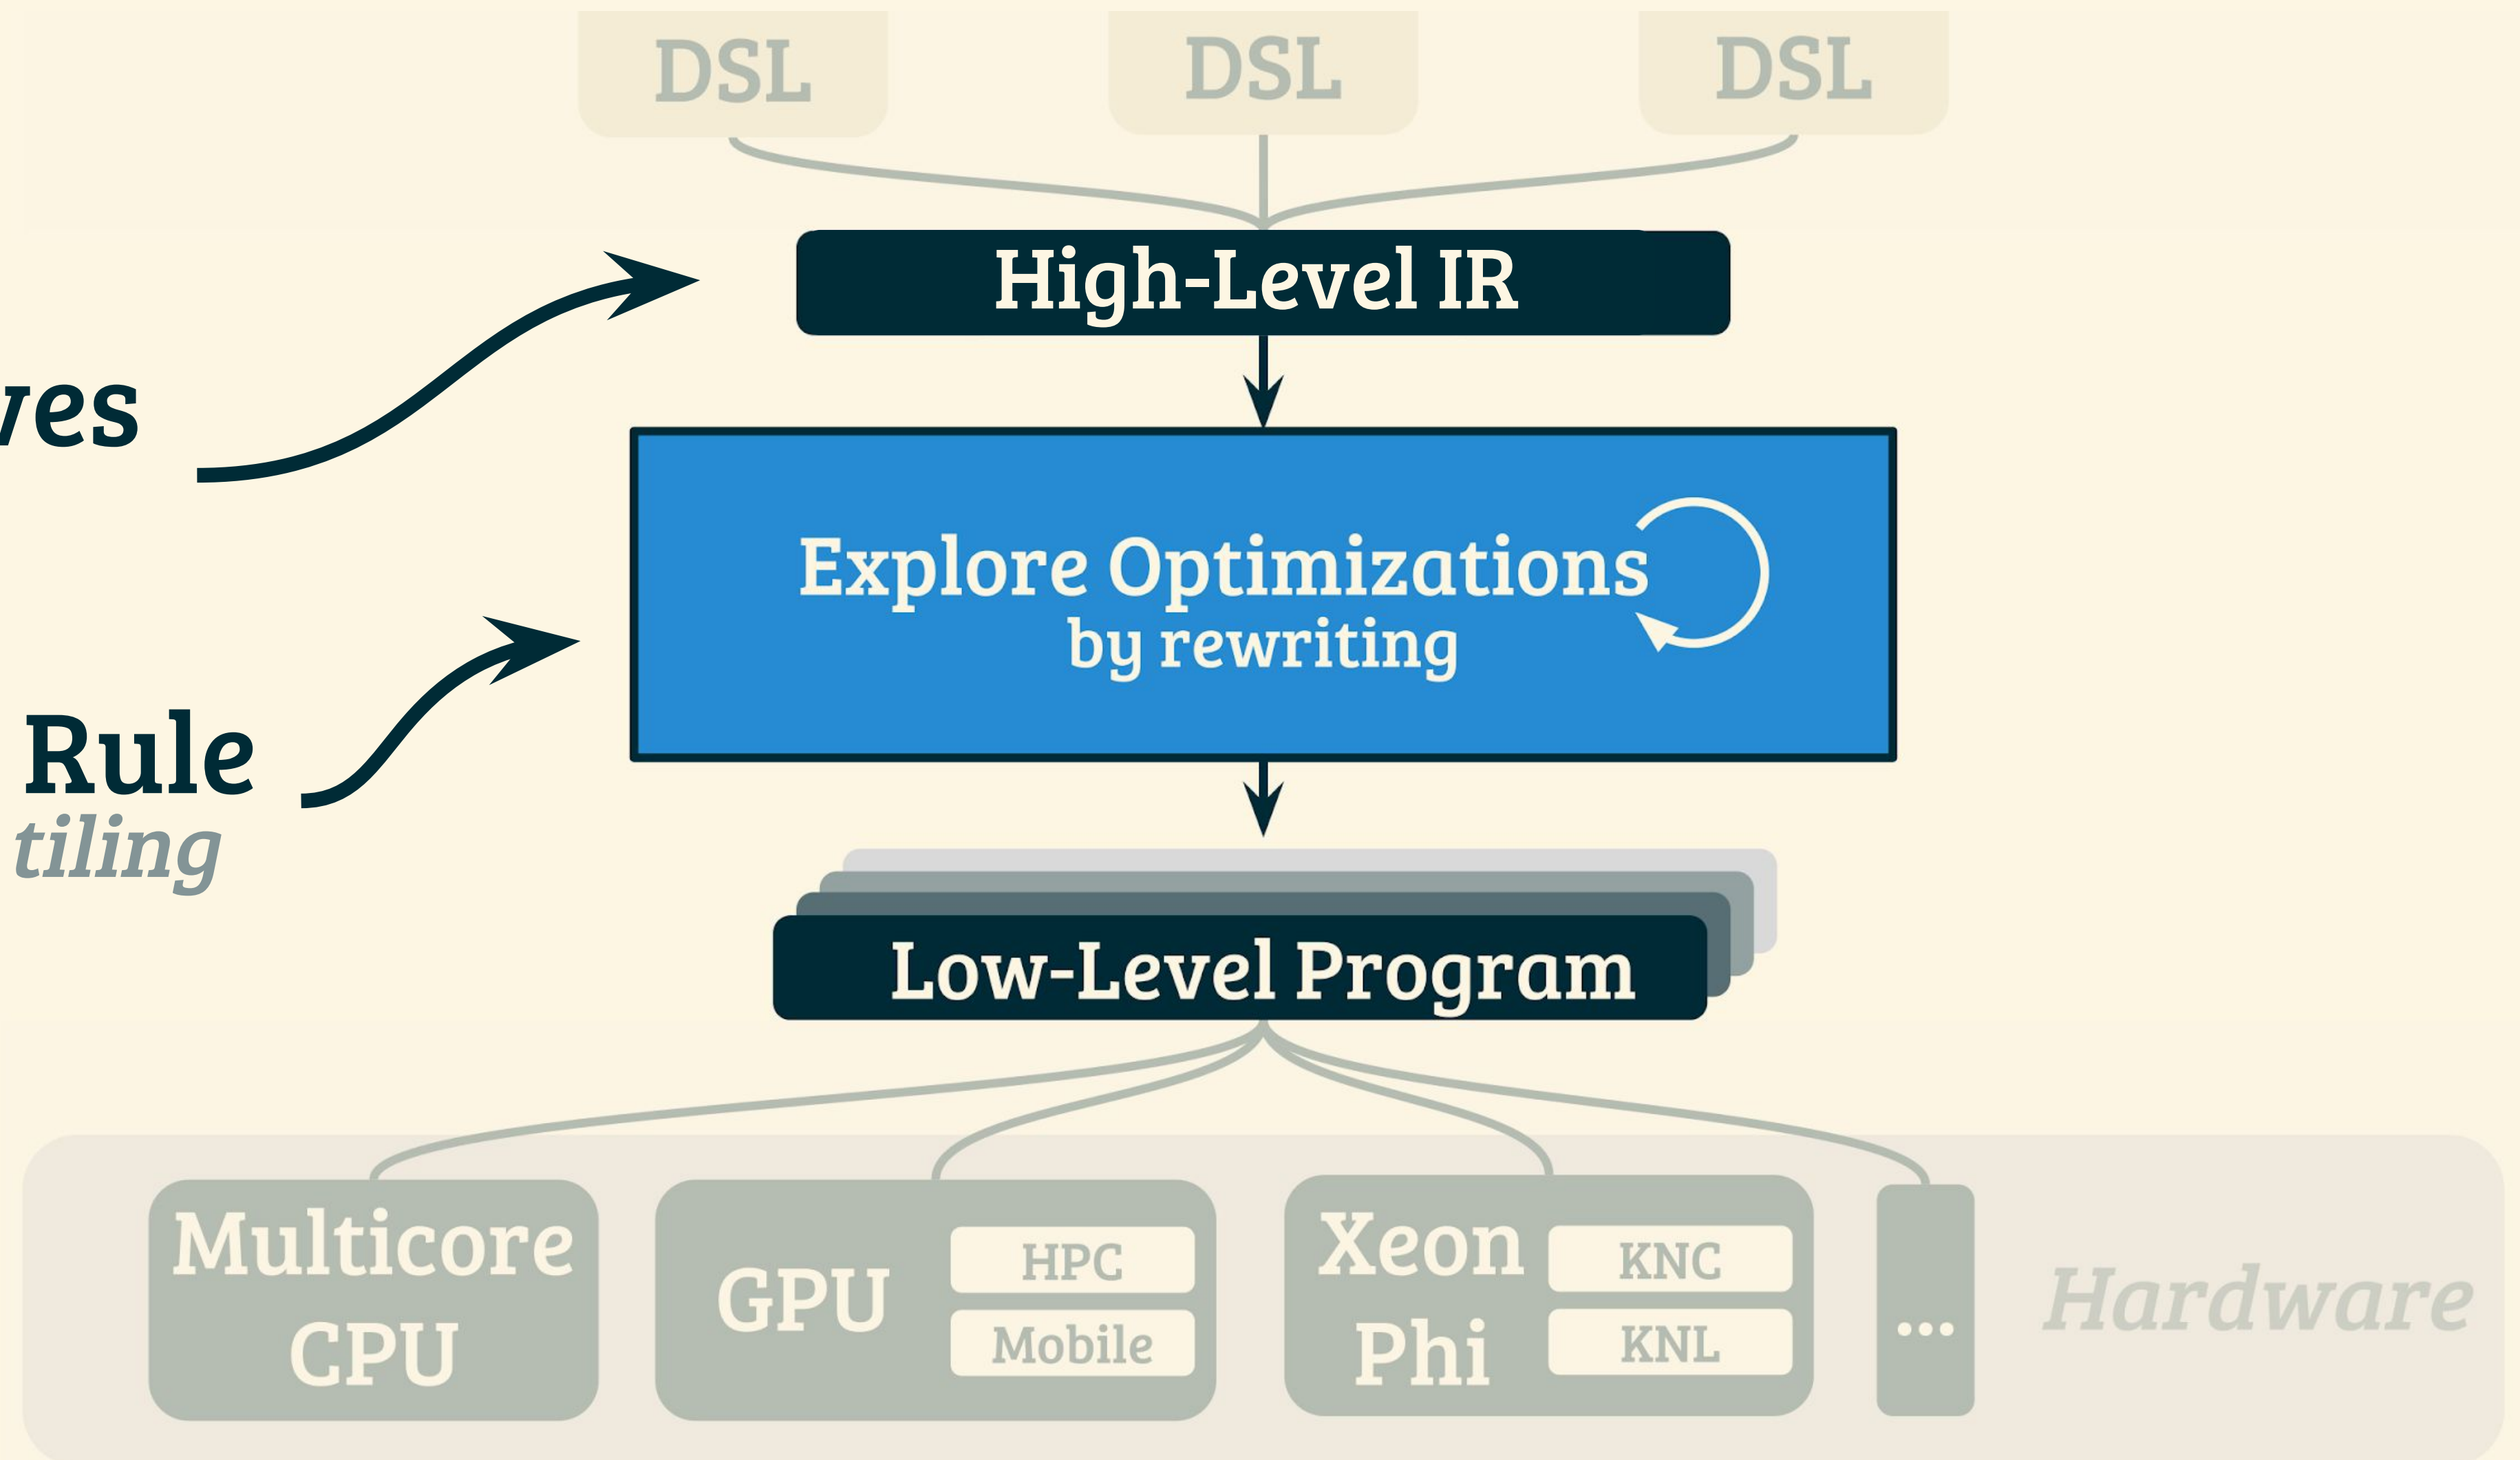 DSL
DSL
DSL
High-Level IR
ves
Explore Optimizations
by rewriting
Rule
tiling
Low-Level Program
Multicore
CPU
GPU
HPC
Mobile
Xeon
Phi
KNC
KNL
...
Hardware